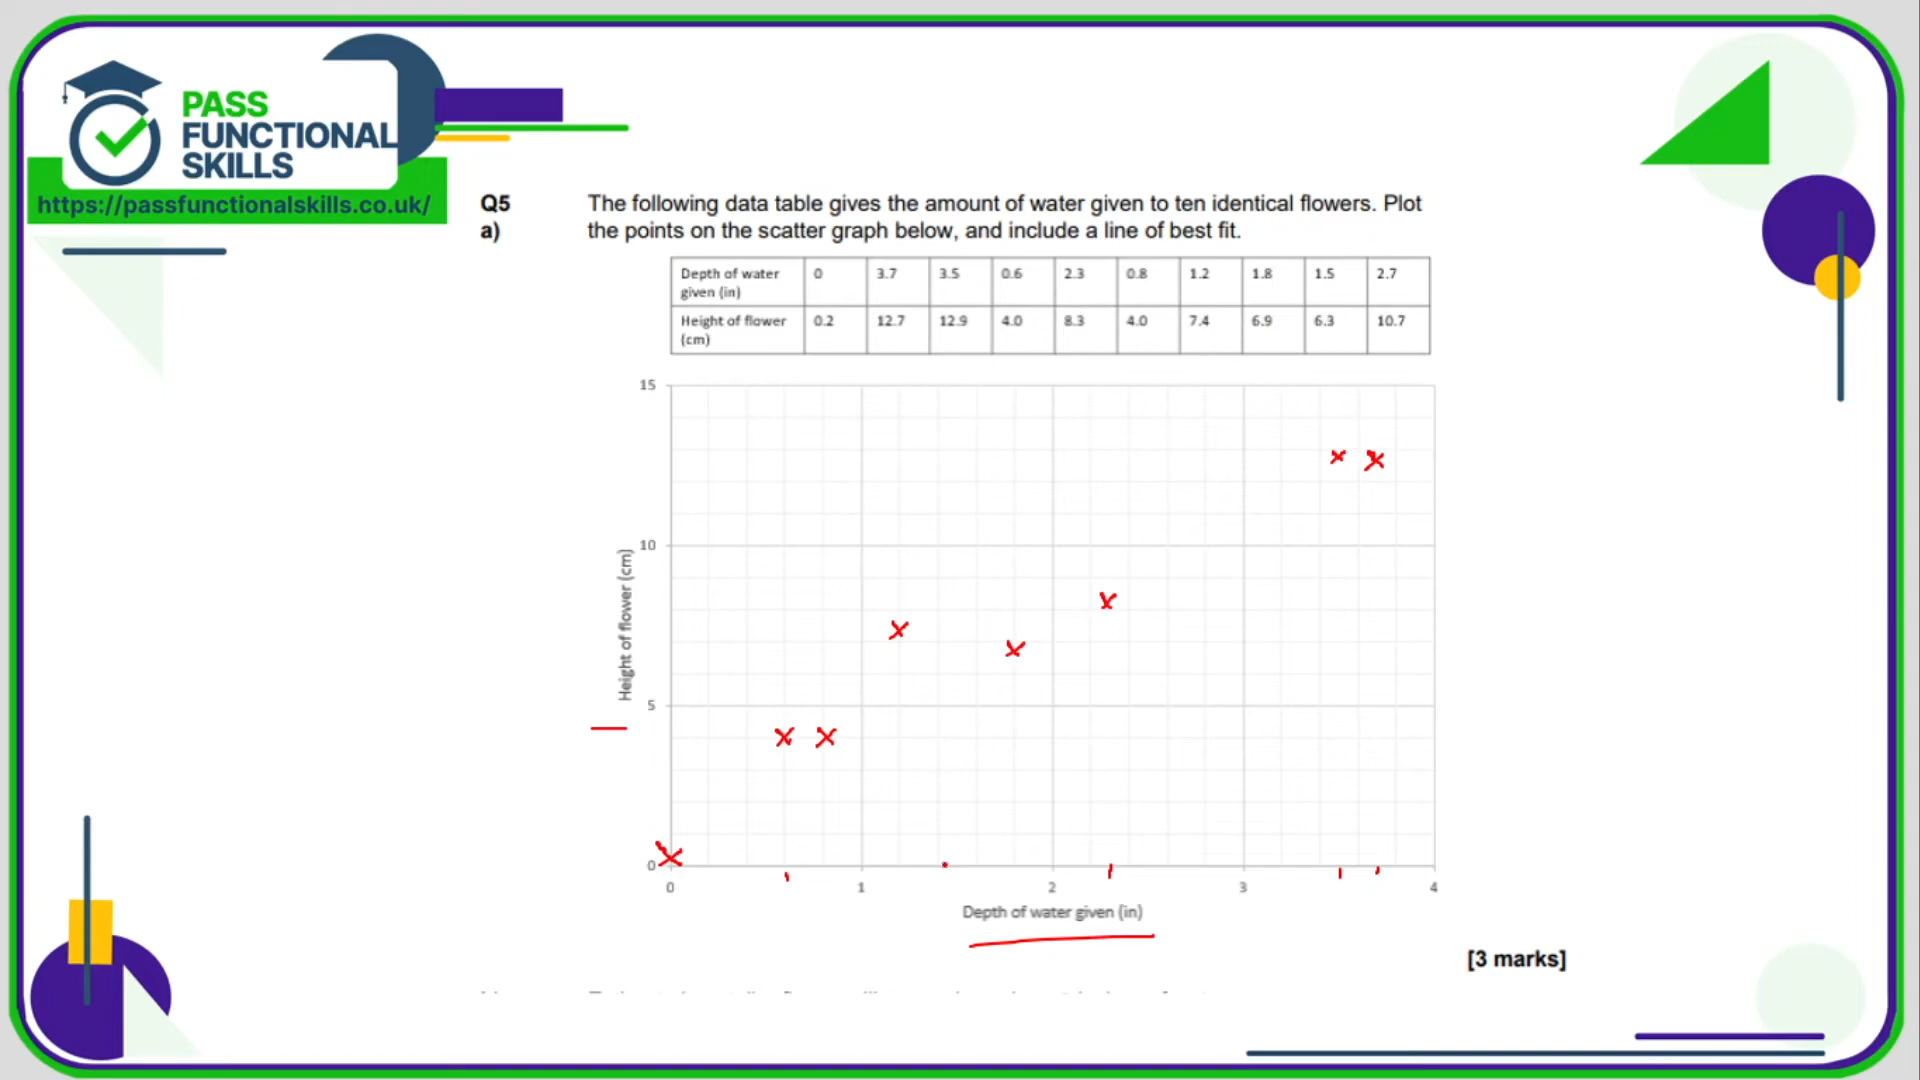 PASS
FUNCTIONAL
SKILLS
https://passfunctionalskills.co.uk/
Q5 The following data table gives the amount of water given to ten identical flowers. Plot
a) the points on the scatter graph below, and include a line of best fit.
Depth of water given (in) 0 3.7 3.5 0.6 2.3 0.8 1.2 1.8 1.5 2.7
Height of flower (cm) 0.2 12.7 12.9 4.0 8.3 4.0 7.4 6.9 6.3 10.7
15
10
Height of flower (cm)
5
0
0 1 2 3 4
Depth of water given (in)
[3 marks]